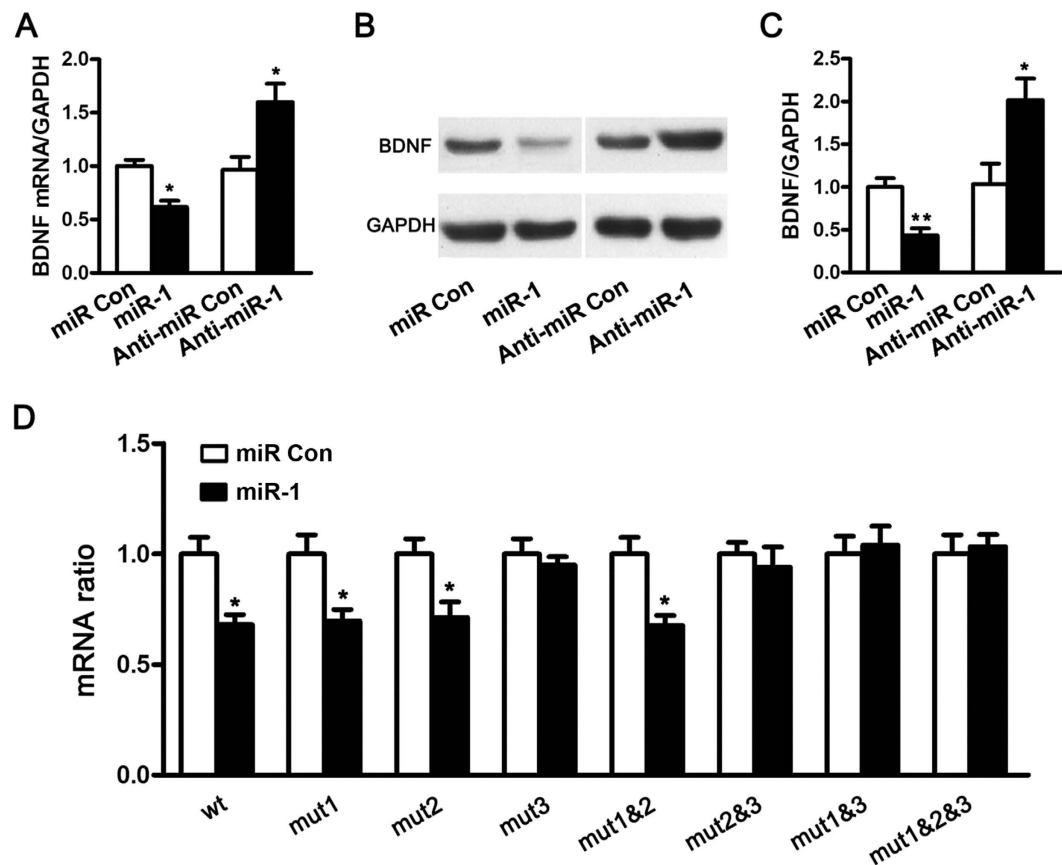 A
BDNF mRNA/GAPDH
2.0
1.5
1.0
0.5
0.0
*
*
miR Con
miR-1
Anti-miR Con
Anti-miR-1
B
BDNF
GAPDH
miR Con
miR-1
Anti-miR Con
Anti-miR-1
C
BDNF/GAPDH
2.5
2.0
1.5
1.0
0.5
0.0
**
*
miR Con
miR-1
Anti-miR Con
Anti-miR-1
D
mRNA ratio
1.5
1.0
0.5
0.0
miR Con
miR-1
*
*
*
*
wt
mut1
mut2
mut3
mut1&2
mut2&3
mut1&3
mut1&2&3